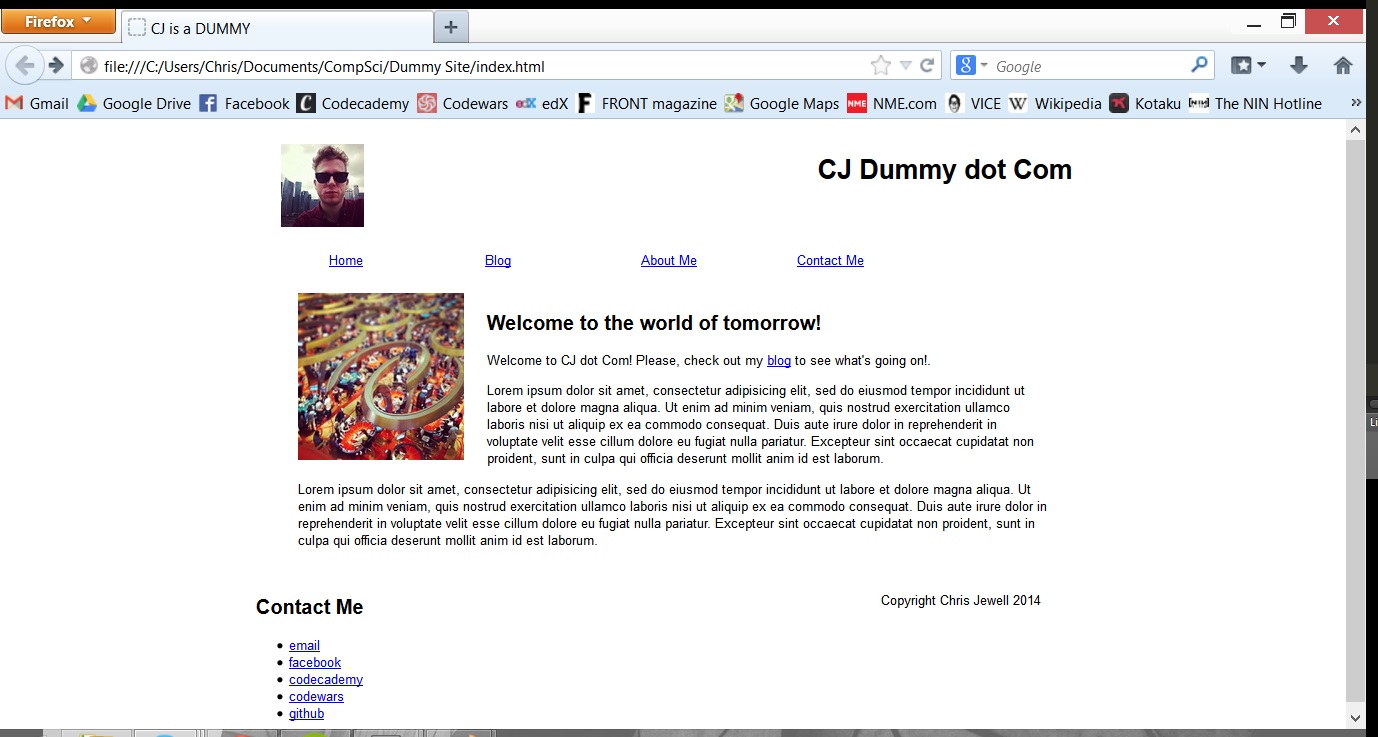 Firefox
CJ is a DUMMY
file:///C:/Users/Chris/Documents/CompSci/Dummy Site/index.html
Google
Gmail Google Drive Facebook Codecademy Codewars edX FRONT magazine Google Maps NME.com VICE Wikipedia Kotaku The NIN Hotline »
CJ Dummy dot Com
Home Blog About Me Contact Me
Welcome to the world of tomorrow!
Welcome to CJ dot Com! Please, check out my blog to see what's going on!.
Lorem ipsum dolor sit amet, consectetur adipisicing elit, sed do eiusmod tempor incididunt ut
labore et dolore magna aliqua. Ut enim ad minim veniam, quis nostrud exercitation ullamco
laboris nisi ut aliquip ex ea commodo consequat. Duis aute irure dolor in reprehenderit in
voluptate velit esse cillum dolore eu fugiat nulla pariatur. Excepteur sint occaecat cupidatat non
proident, sunt in culpa qui officia deserunt mollit anim id est laborum.
Lorem ipsum dolor sit amet, consectetur adipisicing elit, sed do eiusmod tempor incididunt ut labore et dolore magna aliqua. Ut
enim ad minim veniam, quis nostrud exercitation ullamco laboris nisi ut aliquip ex ea commodo consequat. Duis aute irure dolor in
reprehenderit in voluptate velit esse cillum dolore eu fugiat nulla pariatur. Excepteur sint occaecat cupidatat non proident, sunt in
culpa qui officia deserunt mollit anim id est laborum.
Contact Me
email
facebook
codecademy
codewars
github
Copyright Chris Jewell 2014